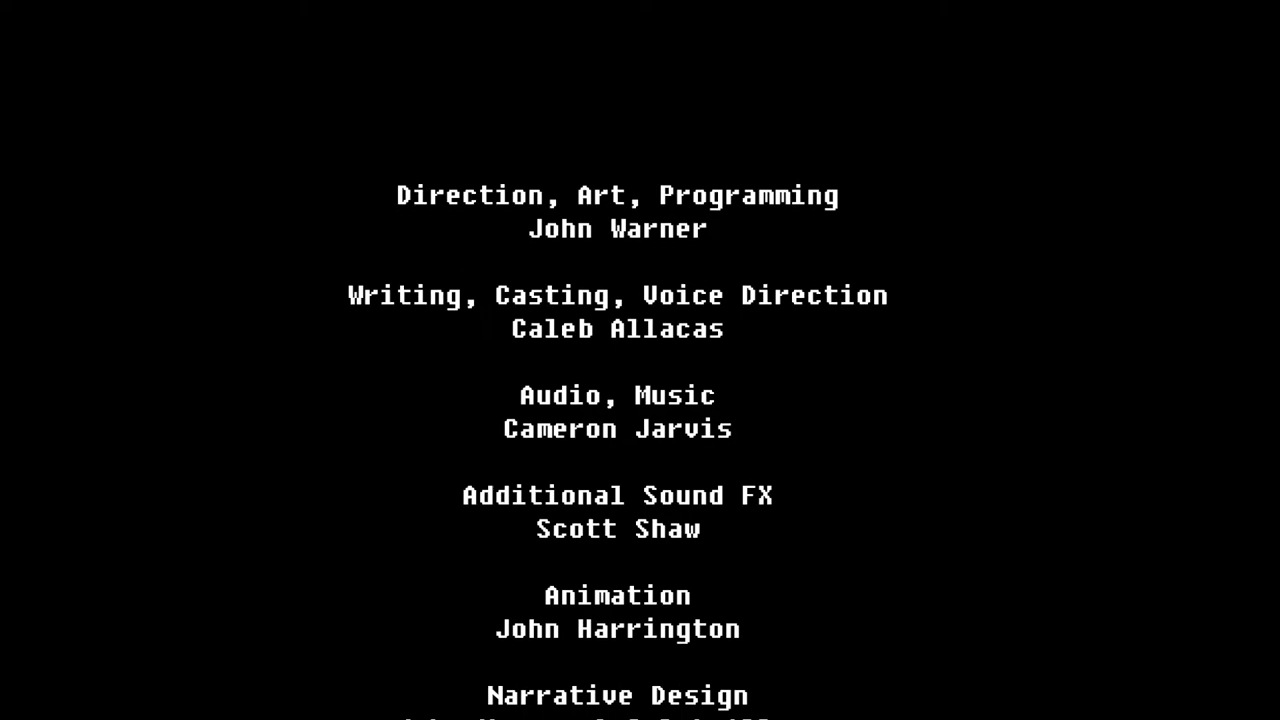 Direction, Art, Programming
John Warner
Writing, Casting, Voice Direction
Caleb Allacas
Audio, Music
Cameron Jarvis
Additional Sound FX
Scott Shaw
Animation
John Harrington
Narrative Design